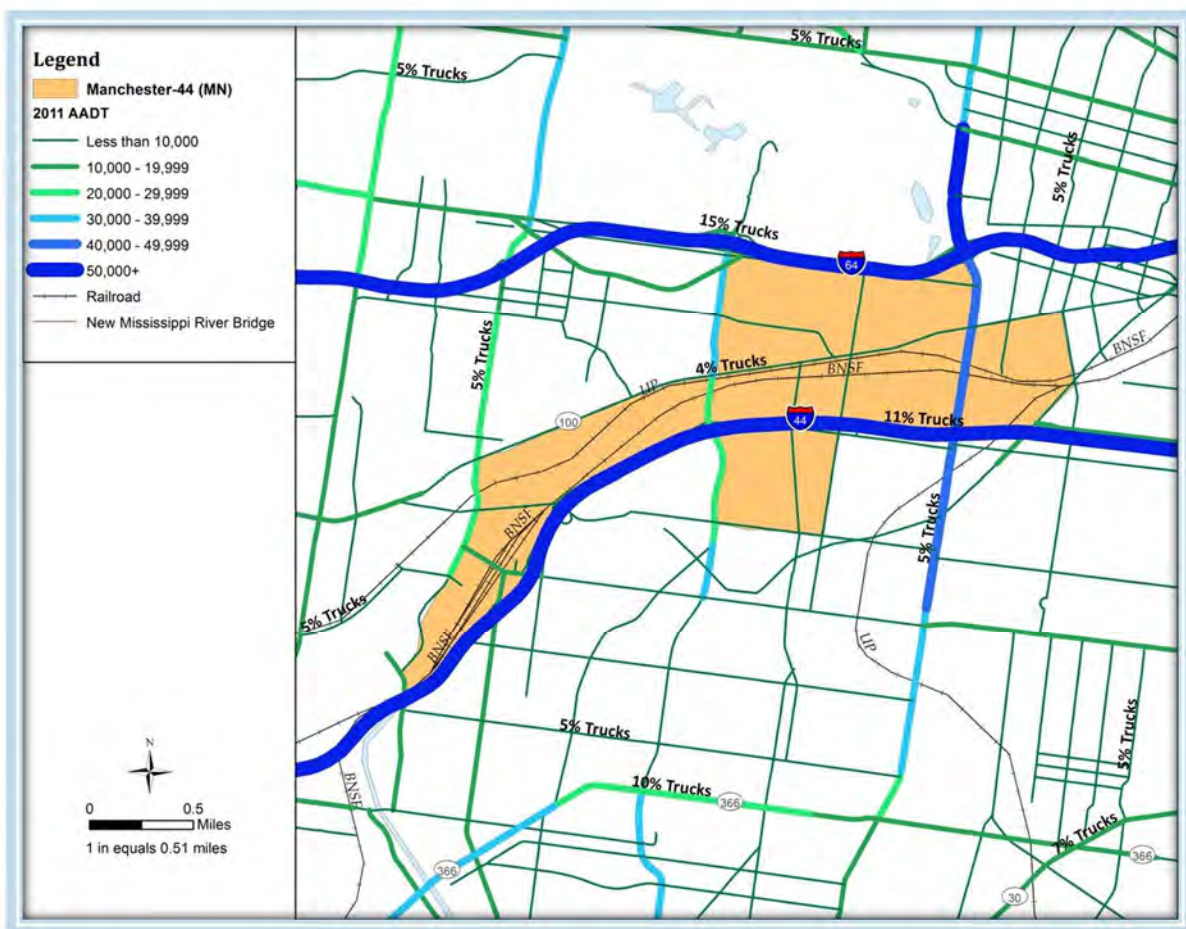 Legend
Manchester-44 (MN)
2011 AADT
Less than 10,000
10,000 - 19,999
20,000 - 29,999
30,000 - 39,999
40,000 - 49,999
50,000+
Railroad
New Mississippi River Bridge
N
0 0.5
Miles
1 in equals 0.51 miles
5% Trucks
5% Trucks
5% Trucks
15% Trucks
64
5% Trucks
4% Trucks
UP
BNSF
BNSF
100
44
11% Trucks
BNSF
5% Trucks
5% Trucks
BNSF
UP
5% Trucks
5% Trucks
10% Trucks
366
BNSF
7% Trucks
366
366
30